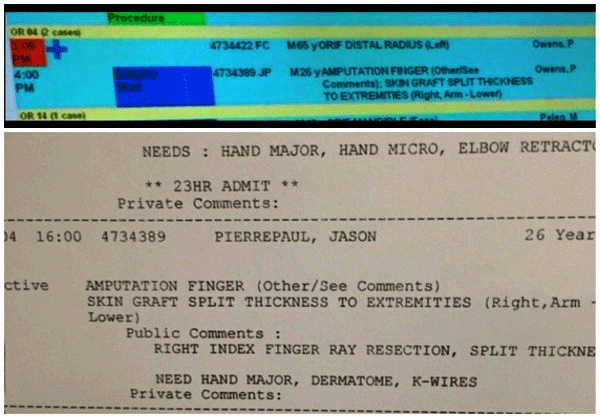 Procedure
OR 04 (2 cases)
PM
4734422 FC M65 y ORIF DISTAL RADIUS (Left) Owens, P
4:00 PM 4734389 JP M26 y AMPUTATION FINGER (Other/See Owens, P
Comments); SKIN GRAFT SPLIT THICKNESS
TO EXTREMITIES (Right, Arm - Lower)
OR 14 (1 case)
NEEDS : HAND MAJOR, HAND MICRO, ELBOW RETRACTO
** 23HR ADMIT **
Private Comments:
04 16:00 4734389 PIERREPAUL, JASON 26 Year
ctive AMPUTATION FINGER (Other/See Comments)
SKIN GRAFT SPLIT THICKNESS TO EXTREMITIES (Right,Arm -
Lower)
Public Comments :
RIGHT INDEX FINGER RAY RESECTION, SPLIT THICKNE
NEED HAND MAJOR, DERMATOME, K-WIRES
Private Comments: